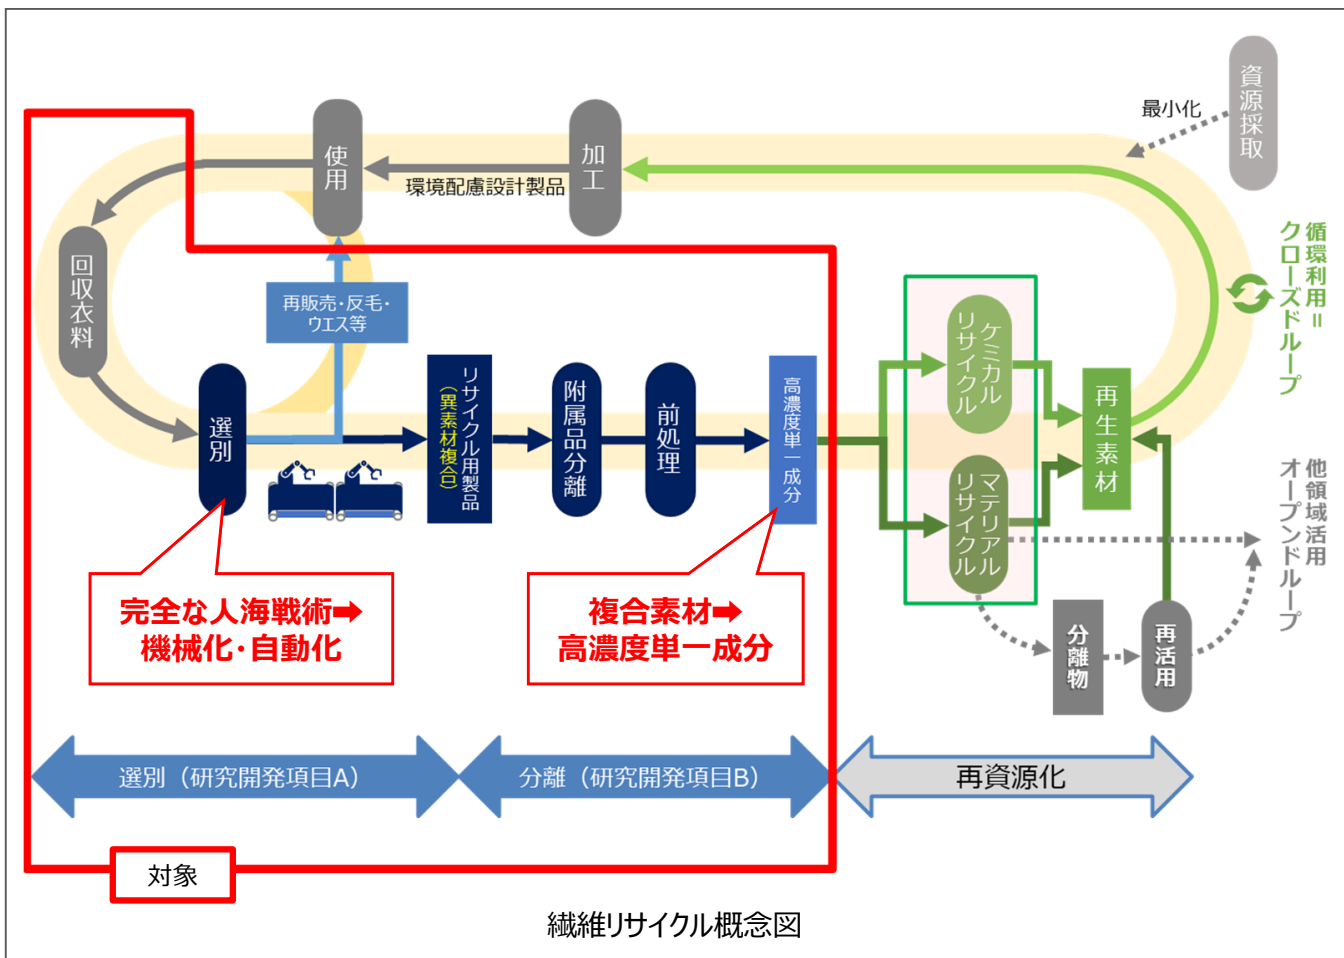 資源採取
最小化
使用
加工
環境配慮設計製品
回収衣料
再販売・反毛・
ウエス等
循環利用＝
クローズドループ
選別
リサイクル用製品
（異素材複合）
附属品分離
前処理
高濃度単一成分
ケミカル
リサイクル
マテリアル
リサイクル
再生素材
他領域活用
オープンドループ
完全な人海戦術➡
機械化・自動化
複合素材➡
高濃度単一成分
分離物
再活用
選別（研究開発項目A）
分離（研究開発項目B）
再資源化
対象
繊維リサイクル概念図